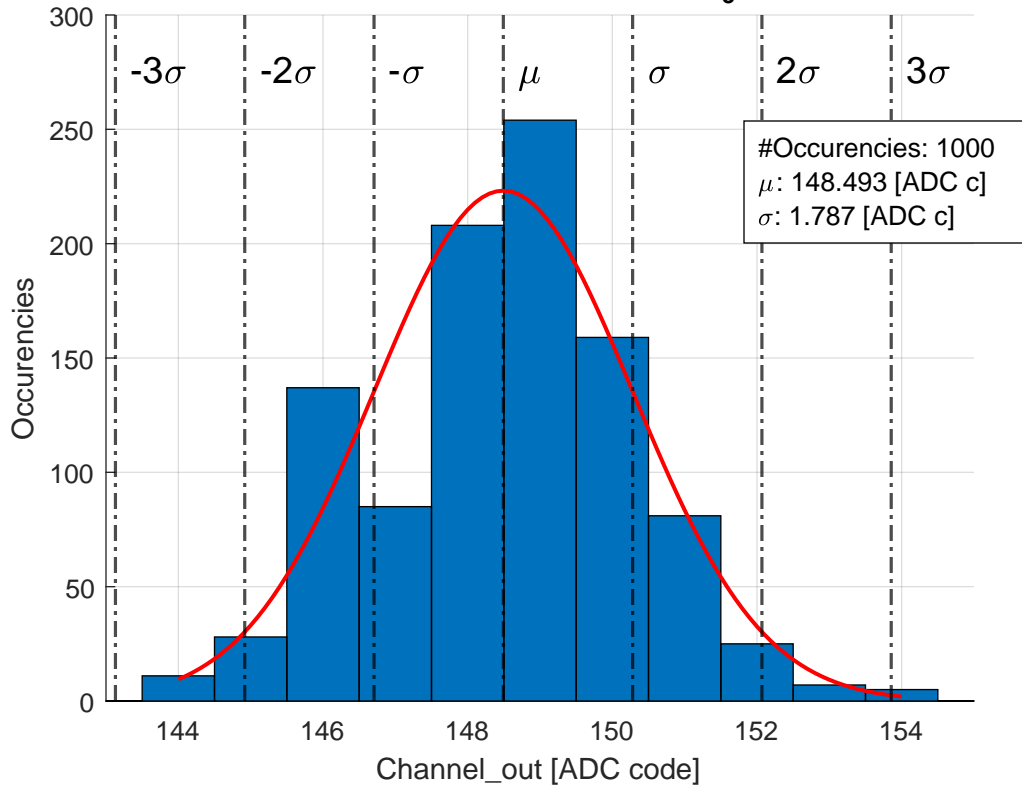 300
-3σ -2σ -σ μ σ 2σ 3σ
250
#Occurencies: 1000
μ: 148.493 [ADC c]
σ: 1.787 [ADC c]
200
150
100
50
0
Occurencies
144 146 148 150 152 154
Channel_out [ADC code]